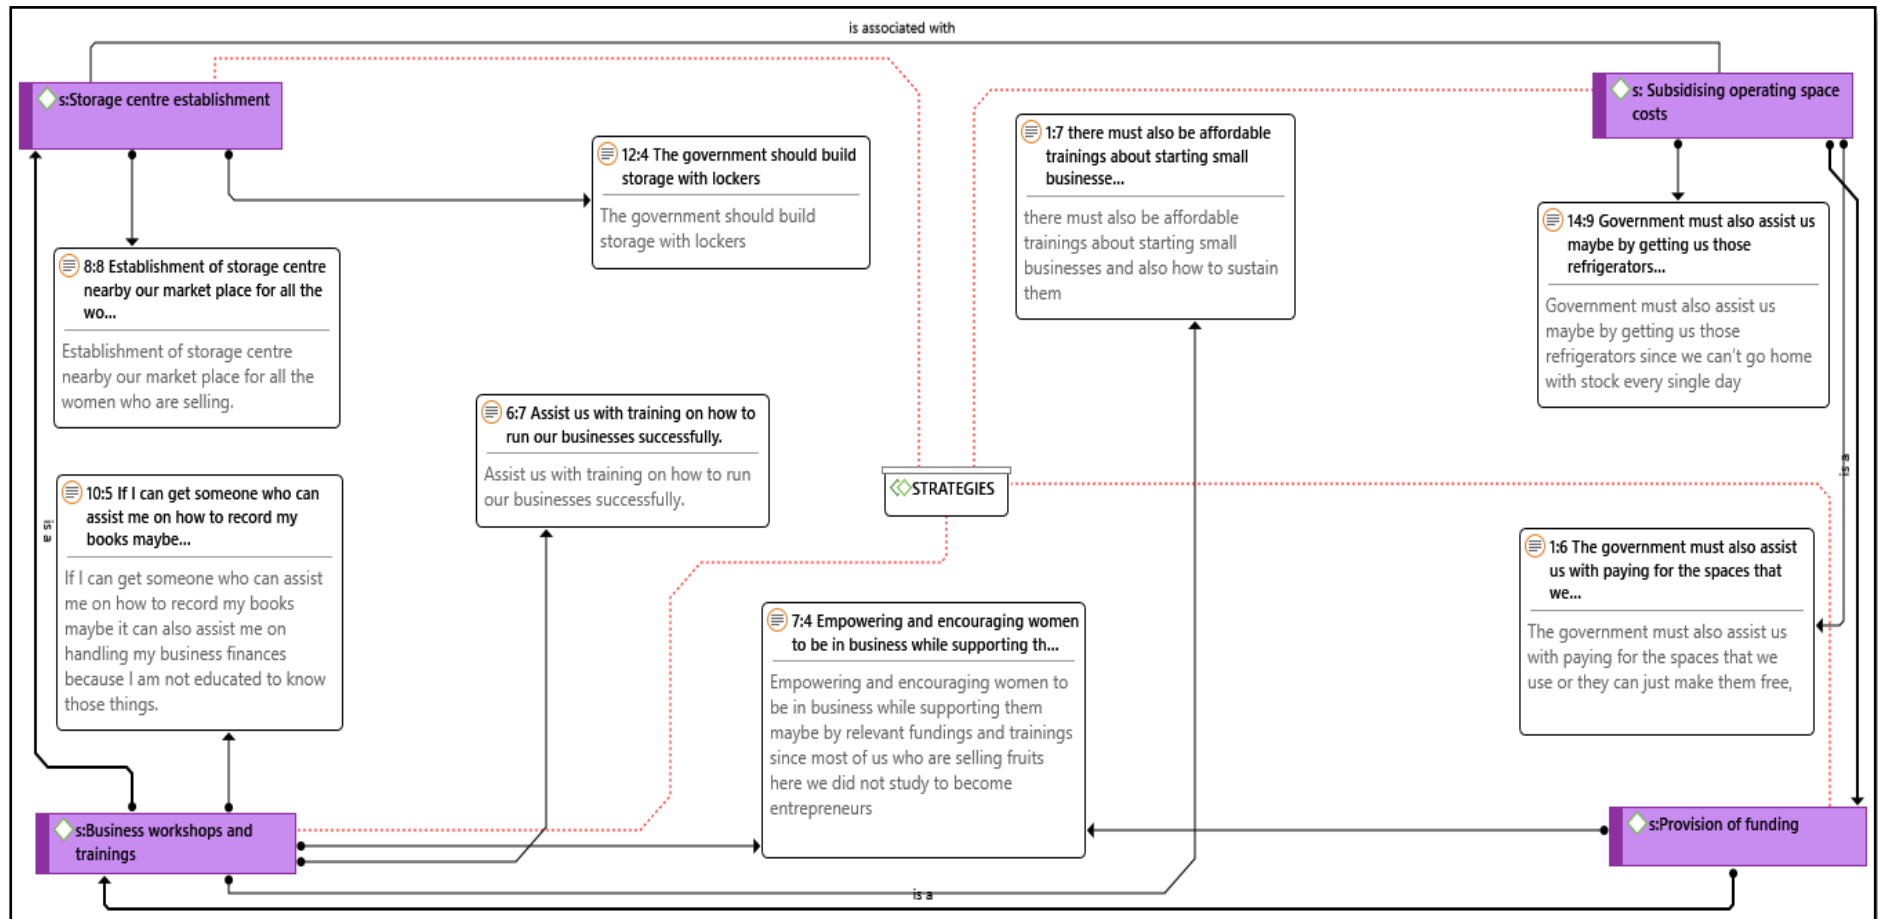 is associated with
s:Storage centre establishment
s: Subsidising operating space
costs
12:4 The government should build
storage with lockers
The government should build
storage with lockers
1:7 there must also be affordable
trainings about starting small
businesse...
there must also be affordable
trainings about starting small
businesses and also how to sustain
them
14:9 Government must also assist us
maybe by getting us those
refrigerators...
Government must also assist us
maybe by getting us those
refrigerators since we can't go home
with stock every single day
8:8 Establishment of storage centre
nearby our market place for all the
wo...
Establishment of storage centre
nearby our market place for all the
women who are selling.
6:7 Assist us with training on how to
run our businesses successfully.
Assist us with training on how to run
our businesses successfully.
STRATEGIES
is a
10:5 If I can get someone who can
assist me on how to record my
books maybe...
If I can get someone who can assist
me on how to record my books
maybe it can also assist me on
handling my business finances
because I am not educated to know
those things.
is a
1:6 The government must also assist
us with paying for the spaces that
we...
The government must also assist us
with paying for the spaces that we
use or they can just make them free,
7:4 Empowering and encouraging women
to be in business while supporting th...
Empowering and encouraging women to
be in business while supporting them
maybe by relevant fundings and trainings
since most of us who are selling fruits
here we did not study to become
entrepreneurs
s:Business workshops and
trainings
s:Provision of funding
is a